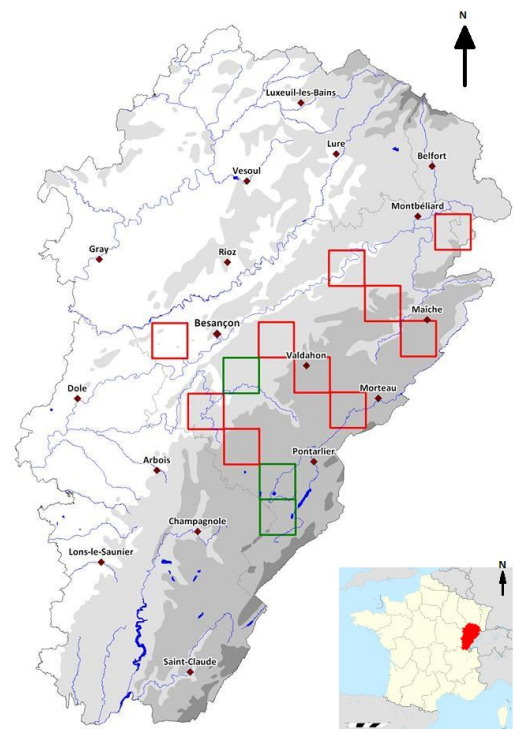 N
Luxeuil-les-Bains
Lure
Belfort
Vesoul
Montbéliard
Gray
Rioz
Besançon
Maiche
Valdahon
Dole
Morteau
Arbois
Pontarlier
Champagnole
Lons-le-Saunier
N
Saint-Claude